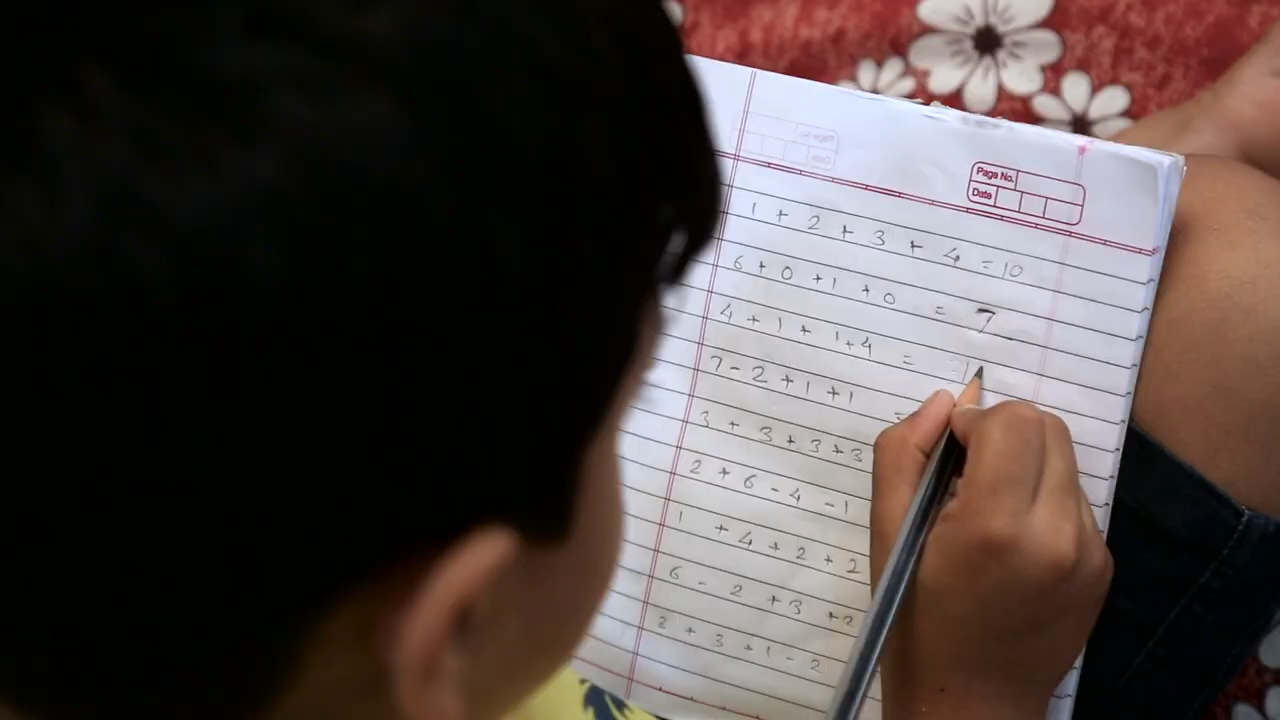 Page No.
Date
1 + 2 + 3 + 4 = 10
6 + 0 + 1 + 0 = 7
4 + 1 + 1 + 4 = 1
7 - 2 + 1 + 1 =
3 + 3 + 3 + 3
2 + 6 - 4 - 1
1 + 4 + 2 + 2
6 - 2 + 3 + 2
2 + 3 + 1 - 2